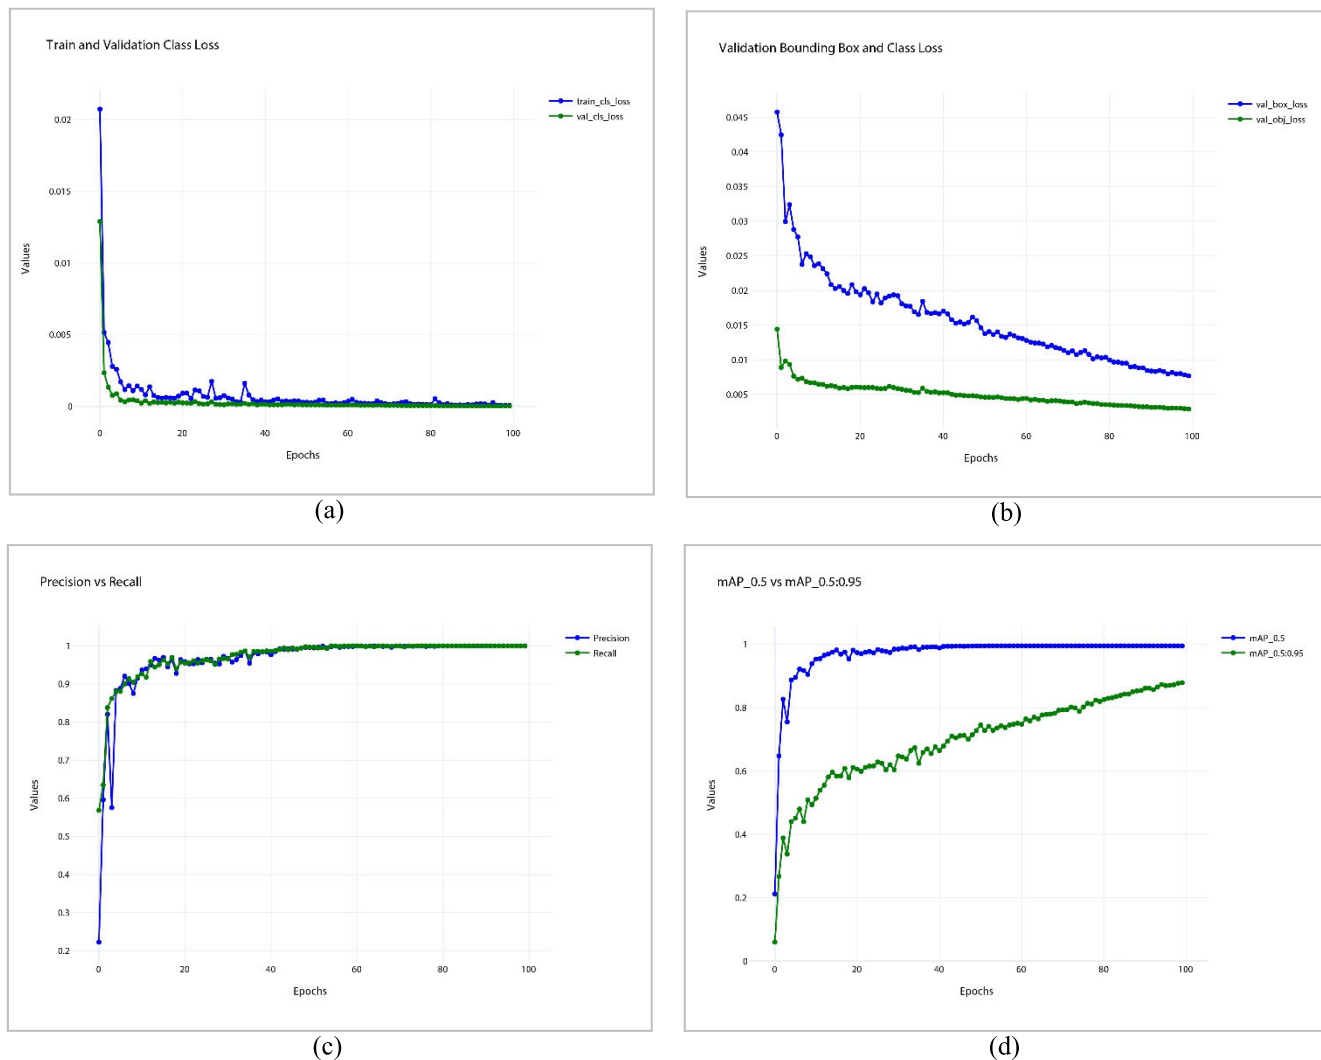 Train and Validation Class Loss
train_cls_loss
val_cls_loss
0.02
0.015
0.01
0.005
0
Values
0 20 40 60 80 100
Epochs
(a)
Validation Bounding Box and Class Loss
val_box_loss
val_obj_loss
0.045
0.04
0.035
0.03
0.025
0.02
0.015
0.01
0.005
Values
0 20 40 60 80 100
Epochs
(b)
Precision vs Recall
Precision
Recall
1
0.9
0.8
0.7
0.6
0.5
0.4
0.3
0.2
Values
0 20 40 60 80 100
Epochs
(c)
mAP_0.5 vs mAP_0.5:0.95
mAP_0.5
mAP_0.5:0.95
1
0.8
0.6
0.4
0.2
0
Values
0 20 40 60 80 100
Epochs
(d)